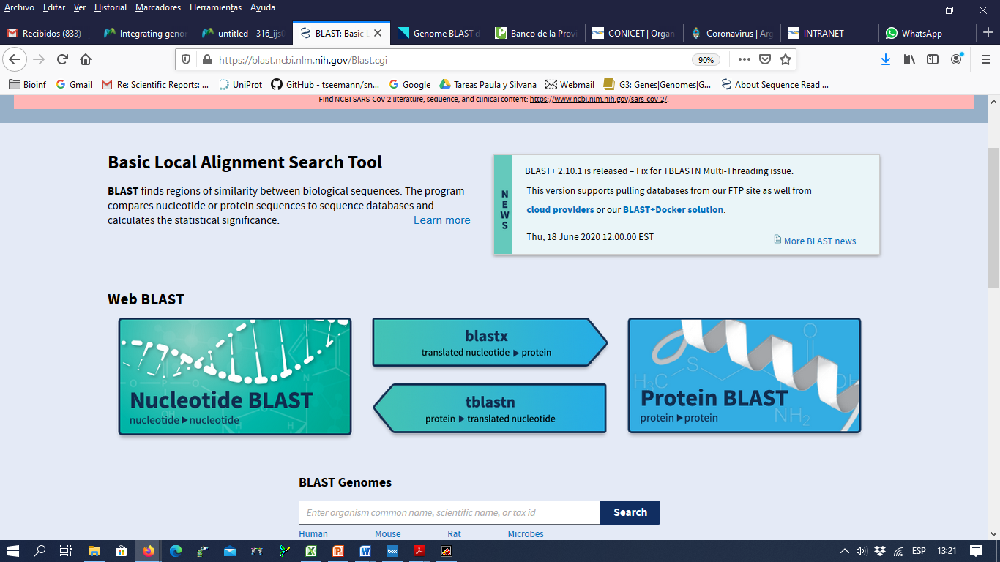 Archivo Editar Ver Historial Marcadores Herramientas Ayuda
Recibidos (833) -
Integrating genor
untitled - 316_ijs0
BLAST: Basic L
Genome BLAST d
Banco de la Provi
CONICET | Organ
Coronavirus | Arg
INTRANET
WhatsApp
https://blast.ncbi.nlm.nih.gov/Blast.cgi
90%
Bioinf
Gmail
Re: Scientific Reports: ...
UniProt
GitHub - tseemann/sn...
Google
Tareas Paula y Silvana
Webmail
G3: Genes|Genomes|G...
About Sequence Read ...
Find NCBI SARS-CoV-2 literature, sequence, and clinical content: https://www.ncbi.nlm.nih.gov/sars-cov-2/.
Basic Local Alignment Search Tool
BLAST finds regions of similarity between biological sequences. The program
compares nucleotide or protein sequences to sequence databases and
calculates the statistical significance.
Learn more
NEWS
BLAST+ 2.10.1 is released – Fix for TBLASTN Multi-Threading issue.
This version supports pulling databases from our FTP site as well from
cloud providers or our BLAST+Docker solution.
Thu, 18 June 2020 12:00:00 EST
More BLAST news...
Web BLAST
Nucleotide BLAST
nucleotide ▶ nucleotide
blastx
translated nucleotide ▶ protein
tblastn
protein ▶ translated nucleotide
O
S
H₃C
OH
NH₂
Protein BLAST
protein ▶ protein
BLAST Genomes
Enter organism common name, scientific name, or tax id
Search
Human
Mouse
Rat
Microbes
box
ESP
13:21